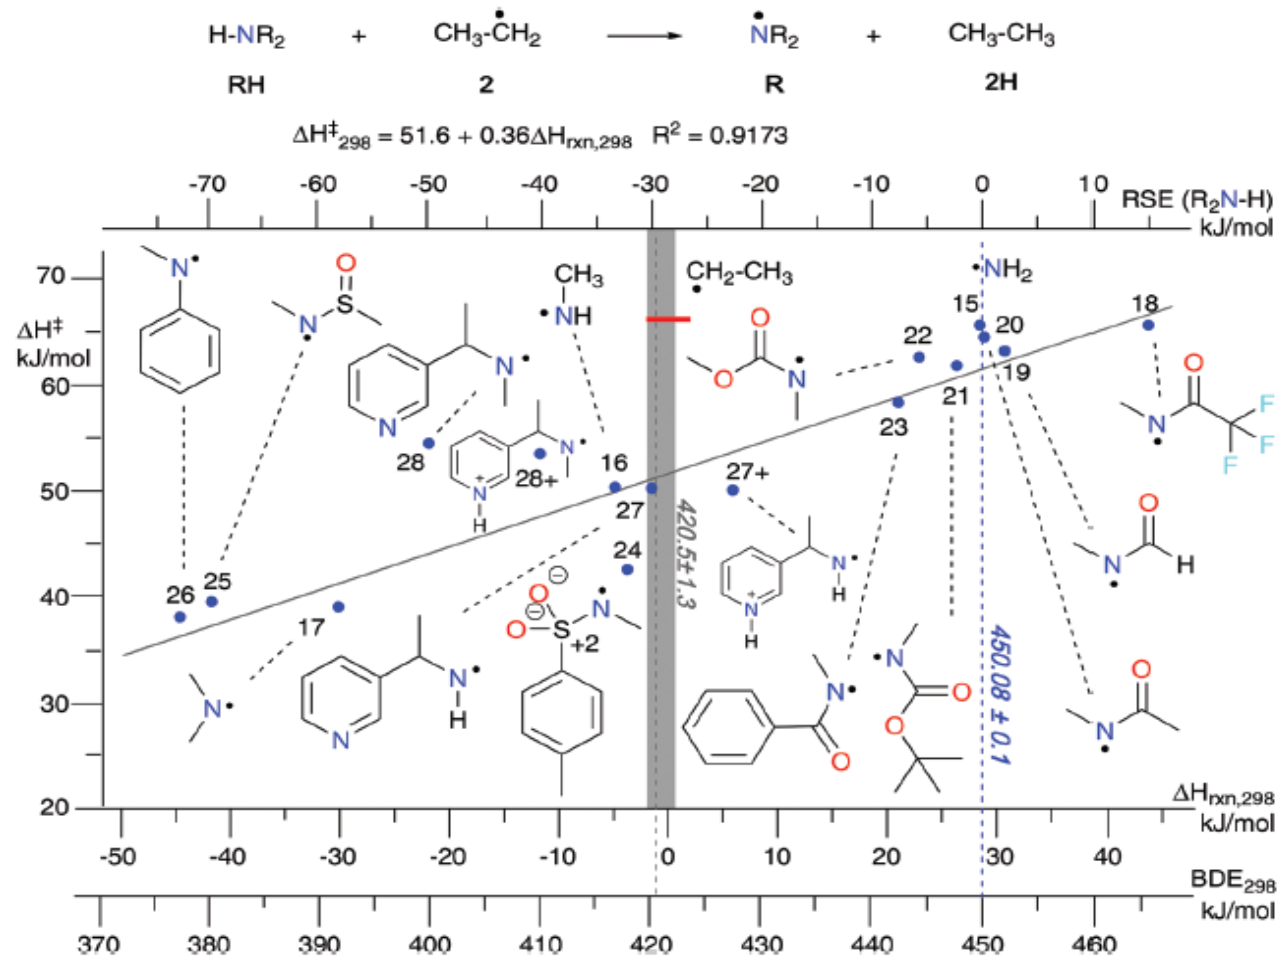 H-NR₂ + CH₃-ĊH₂ → ṄR₂ + CH₃-CH₃
RH 2 R 2H
ΔH‡₂₉₈ = 51.6 + 0.36ΔHrxn,298 R² = 0.9173
-70 -60 -50 -40 -30 -20 -10 0 10
RSE (R₂N-H)
kJ/mol
ΔH‡
kJ/mol
70
60
50
40
30
20
N•
O
S
N•
CH₃
•NH
N•
N
28
N•
N+
H
28+
16
27
24
26
25
17
N•
N•
H
N
O⊖
⊖
O
S
+2
N•
•CH₂-CH₃
O
O
N•
22
15
•NH₂
20
19
18
21
23
27+
420.5±1.3
N•
H
N+
H
N•
O
•N
O
O
450.08 ± 0.1
O
N•
F
F
F
O
N•
H
O
N•
ΔHrxn,298
kJ/mol
-50 -40 -30 -20 -10 0 10 20 30 40
BDE₂₉₈
kJ/mol
370 380 390 400 410 420 430 440 450 460